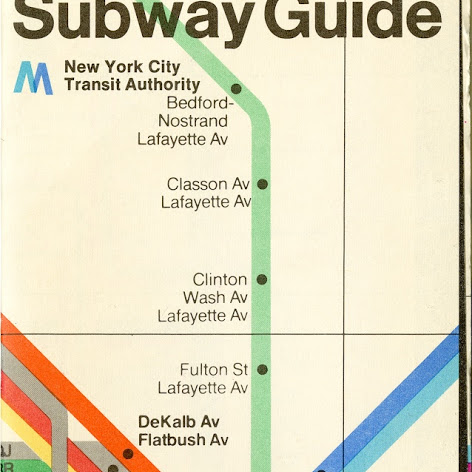 Subway Guide
New York City
Transit Authority
Bedford-
Nostrand
Lafayette Av
Classon Av
Lafayette Av
Clinton
Wash Av
Lafayette Av
Fulton St
Lafayette Av
DeKalb Av
Flatbush Av